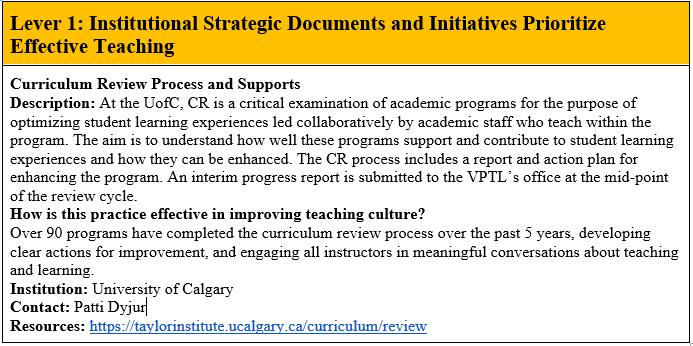 Lever 1: Institutional Strategic Documents and Initiatives Prioritize
Effective Teaching
Curriculum Review Process and Supports
Description: At the UofC, CR is a critical examination of academic programs for the purpose of
optimizing student learning experiences led collaboratively by academic staff who teach within the
program. The aim is to understand how well these programs support and contribute to student learning
experiences and how they can be enhanced. The CR process includes a report and action plan for
enhancing the program. An interim progress report is submitted to the VPTL’s office at the mid-point
of the review cycle.
How is this practice effective in improving teaching culture?
Over 90 programs have completed the curriculum review process over the past 5 years, developing
clear actions for improvement, and engaging all instructors in meaningful conversations about teaching
and learning.
Institution: University of Calgary
Contact: Patti Dyjur
Resources: https://taylorinstitute.ucalgary.ca/curriculum/review